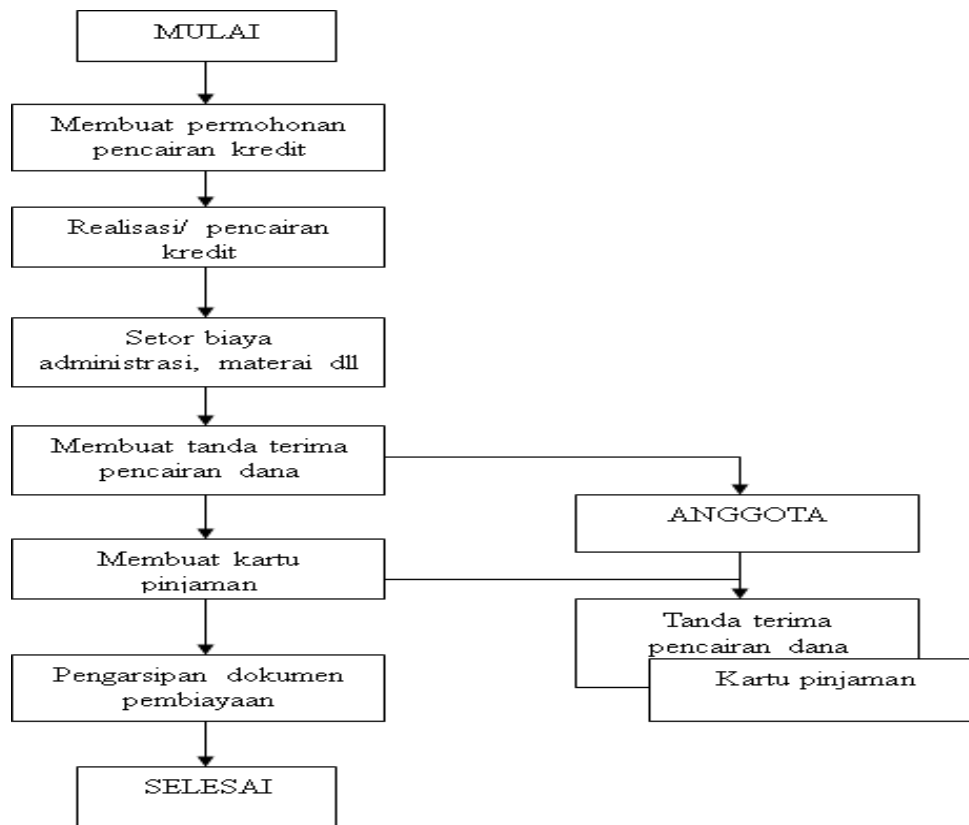 MULAI
Membuat permohonan
pencairan kredit
Realisasi/ pencairan
kredit
Setor biaya
administrasi, materai dll
Membuat tanda terima
pencairan dana
ANGGOTA
Membuat kartu
pinjaman
Tanda terima
pencairan dana
Kartu pinjaman
Pengarsipan dokumen
pembiayaan
SELESAI